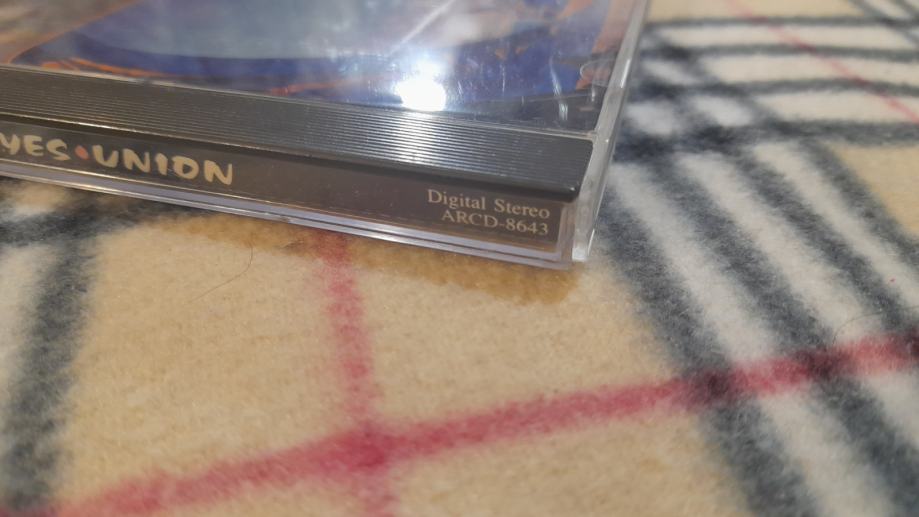 YES•UNION
Digital Stereo
ARCD-8643